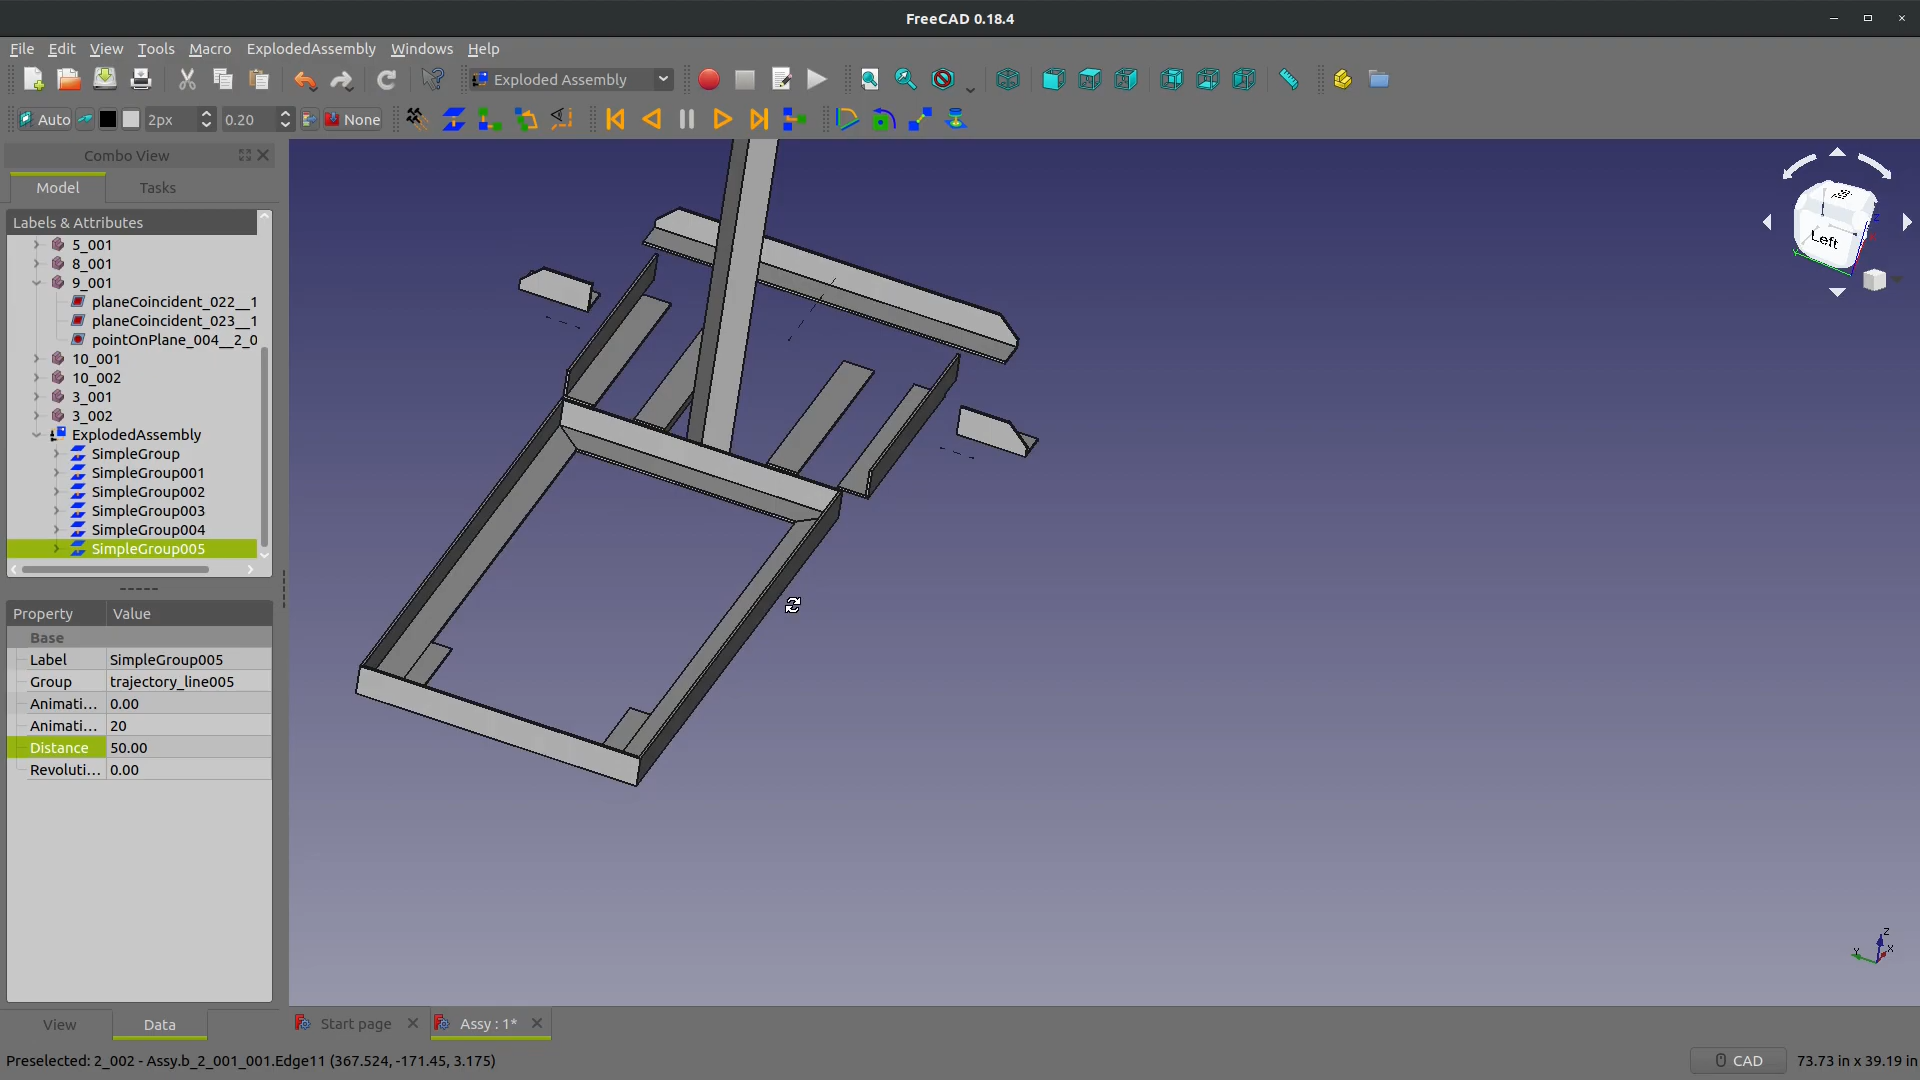 FreeCAD 0.18.4
File Edit View Tools Macro ExplodedAssembly Windows Help
Exploded Assembly
Auto 2px 0.20 None
Combo View
Model Tasks
Labels & Attributes
5_001
8_001
9_001
planeCoincident_022__1
planeCoincident_023__1
pointOnPlane_004__2_0
10_001
10_002
3_001
3_002
ExplodedAssembly
SimpleGroup
SimpleGroup001
SimpleGroup002
SimpleGroup003
SimpleGroup004
SimpleGroup005
Property Value
Base
Label SimpleGroup005
Group trajectory_line005
Animati... 0.00
Animati... 20
Distance 50.00
Revoluti... 0.00
Left
Z
Y X
View Data
Start page Assy : 1*
Preselected: 2_002 - Assy.b_2_001_001.Edge11 (367.524, -171.45, 3.175)
CAD 73.73 in x 39.19 in